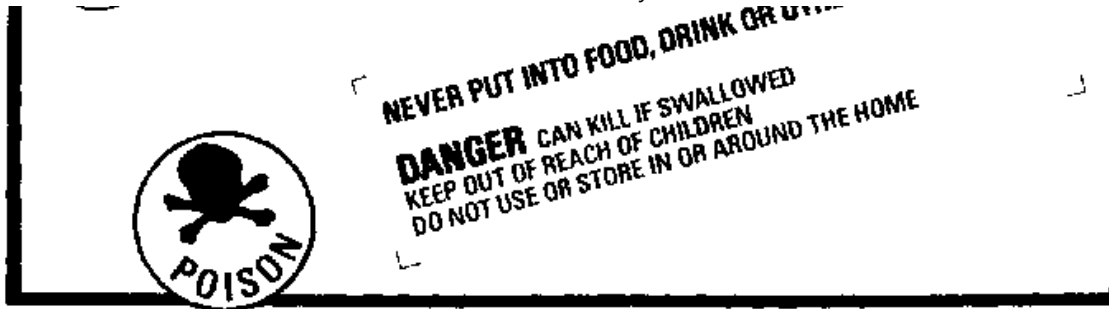 NEVER PUT INTO FOOD, DRINK OR
DANGER CAN KILL IF SWALLOWED
KEEP OUT OF REACH OF CHILDREN
DO NOT USE OR STORE IN OR AROUND THE HOME
POISON